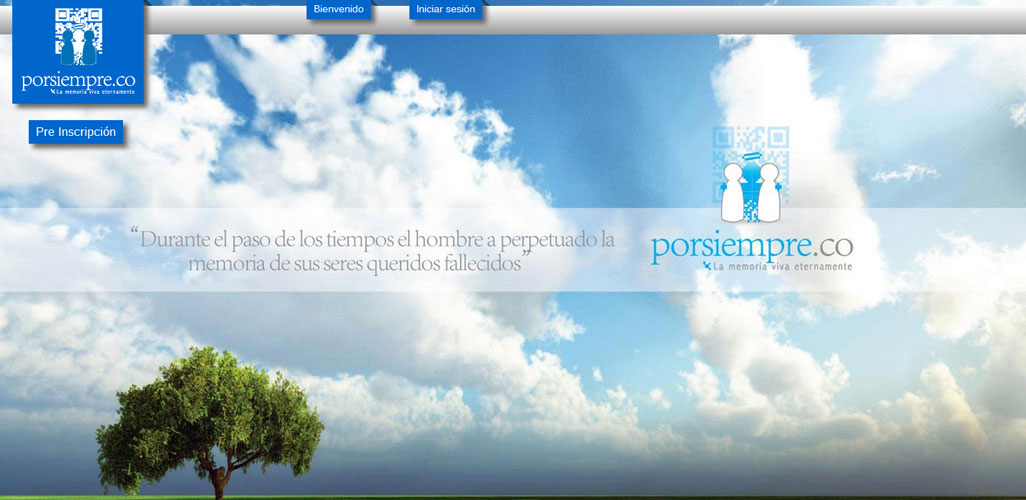 Bienvenido
Iniciar sesión
porsiempre.co
La memoria viva eternamente
Pre Inscripción
“Durante el paso de los tiempos el hombre a perpetuado la
memoria de sus seres queridos fallecidos”
porsiempre.co
La memoria viva eternamente